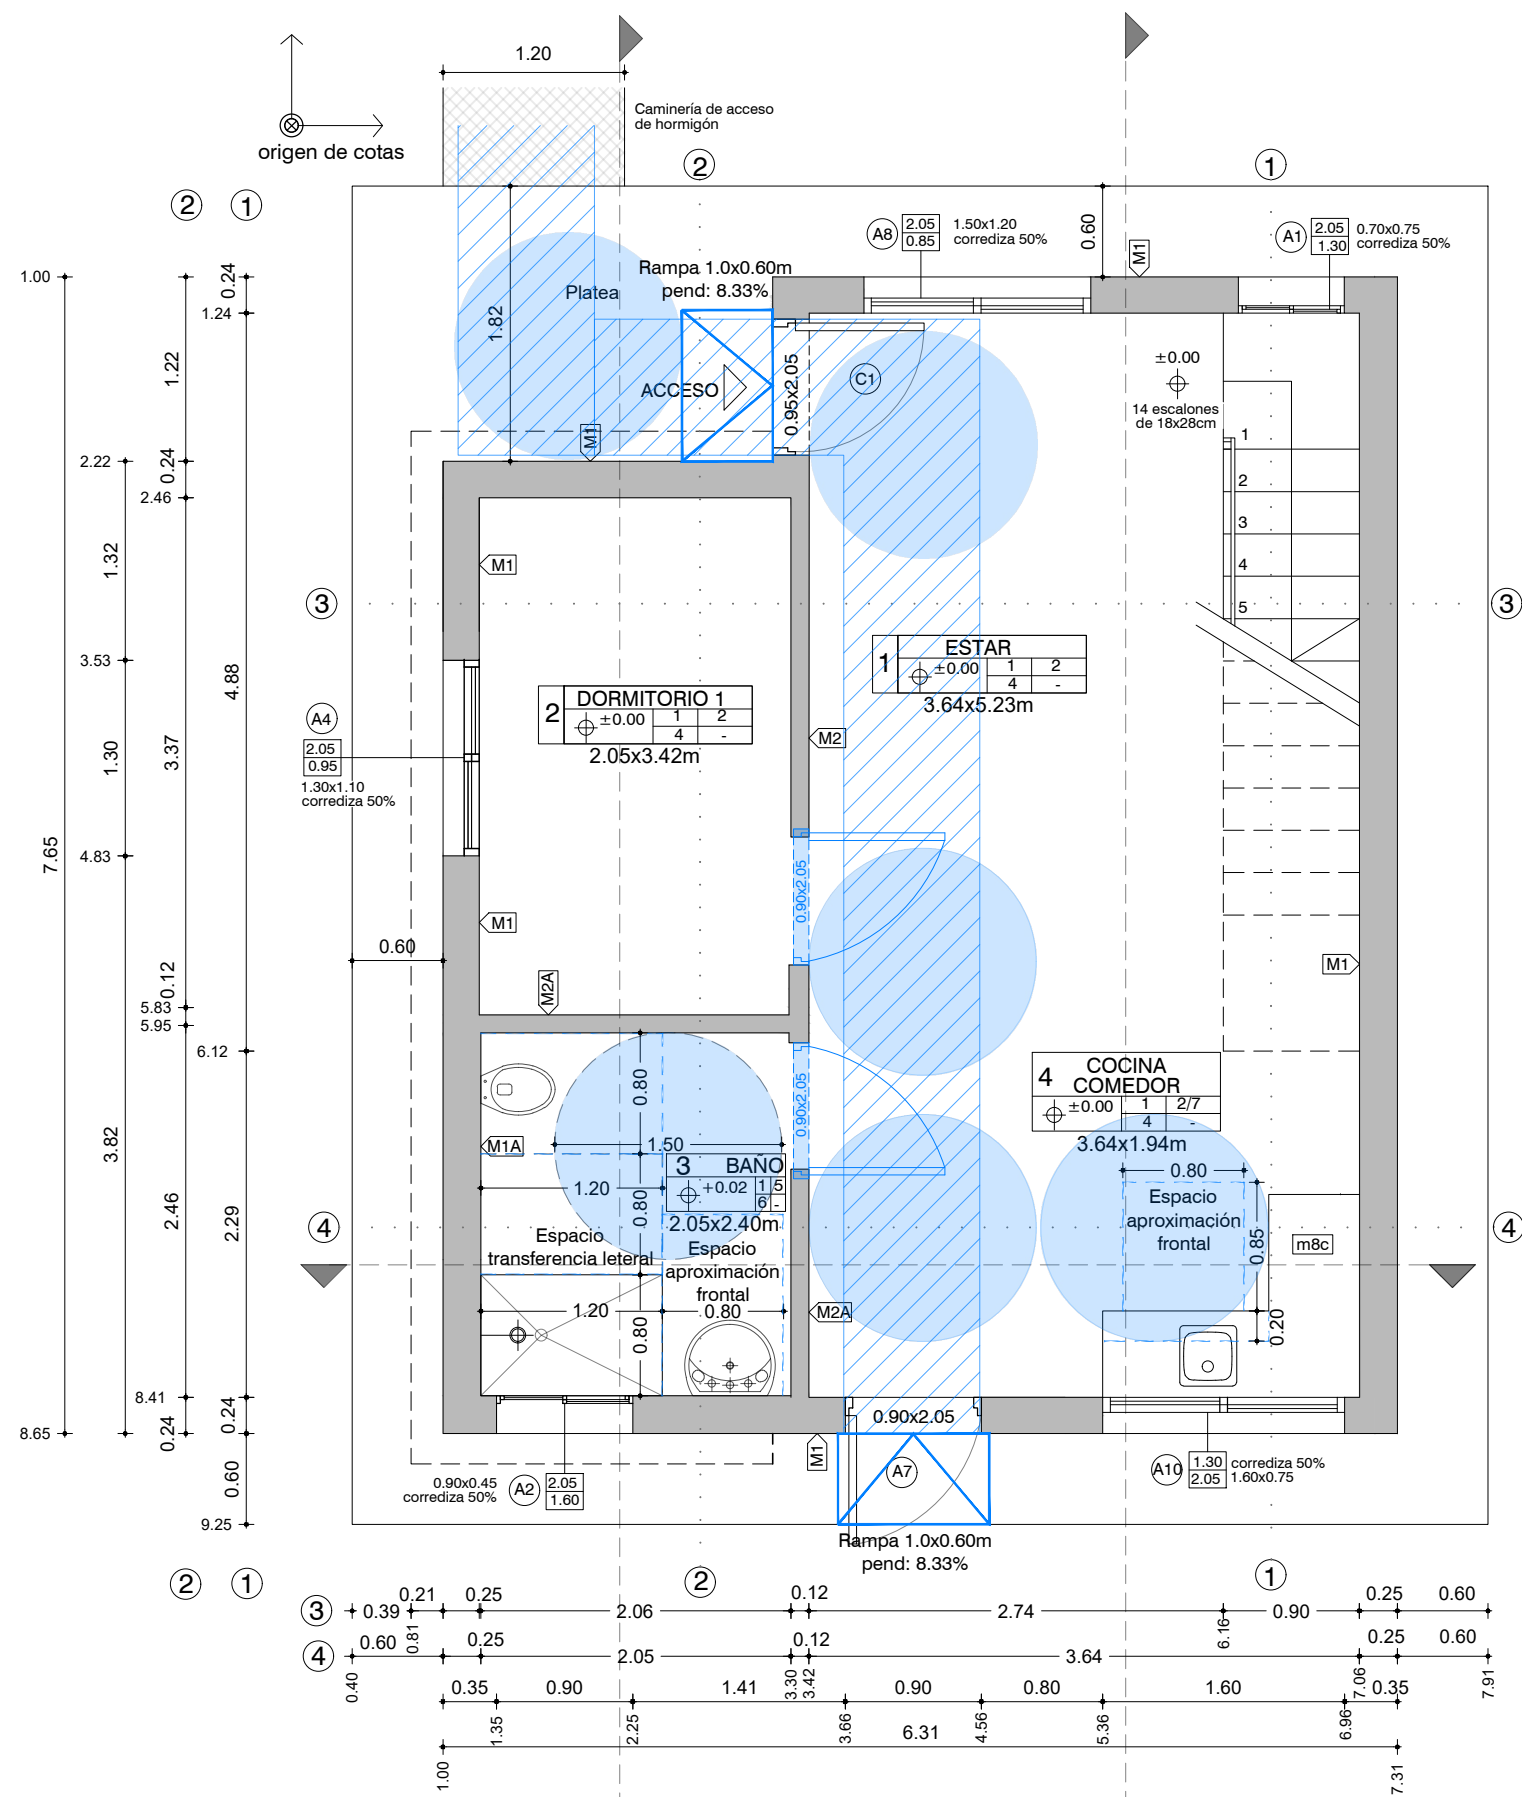 1.20
Caminería de acceso
de hormigón
origen de cotas
2
1
2
1
A8
2.05
0.85
1.50x1.20
corrediza 50%
0.60
M1
A1
2.05
1.30
0.70x0.75
corrediza 50%
Rampa 1.0x0.60m
pend: 8.33%
Platea
1.82
ACCESO
M1
0.95x2.05
C1
±0.00
14 escalones
de 18x28cm
1
2
3
4
5
1.00
0.24
1.24
1.22
2.22
0.24
2.46
1.32
3.53
4.88
1.30
3.37
7.65
4.83
0.12
5.83
5.95
6.12
3.82
2.46
2.29
8.41
0.24
0.24
8.65
0.60
9.25
3
3
M1
1
ESTAR
±0.00
1
2
4
-
3.64x5.23m
2
DORMITORIO 1
±0.00
1
2
4
-
2.05x3.42m
A4
2.05
0.95
1.30x1.10
corrediza 50%
M2
0.90x2.05
M1
0.60
M2A
M1
0.80
0.90x2.05
M1A
1.50
3
BAÑO
+0.02
1
5
6
-
2.05x2.40m
1.20
0.80
Espacio
transferencia leteral
Espacio
aproximación
frontal
1.20
0.80
0.80
4
COCINA
COMEDOR
±0.00
1
2/7
4
-
3.64x1.94m
0.80
Espacio
aproximación
frontal
0.85
m8c
0.20
4
4
M2A
0.90x2.05
M1
A7
0.90x0.45
corrediza 50%
A2
2.05
1.60
A10
1.30
2.05
corrediza 50%
1.60x0.75
Rampa 1.0x0.60m
pend: 8.33%
2
1
2
1
3
0.39
0.21
0.81
0.25
2.06
0.12
2.74
6.16
0.90
0.25
0.60
4
0.60
0.25
2.05
0.12
3.64
0.25
0.60
0.40
3.30
3.42
7.06
7.91
0.35
0.90
1.41
0.90
0.80
1.60
0.35
1.35
2.25
3.66
4.56
5.36
6.96
6.31
1.00
7.31